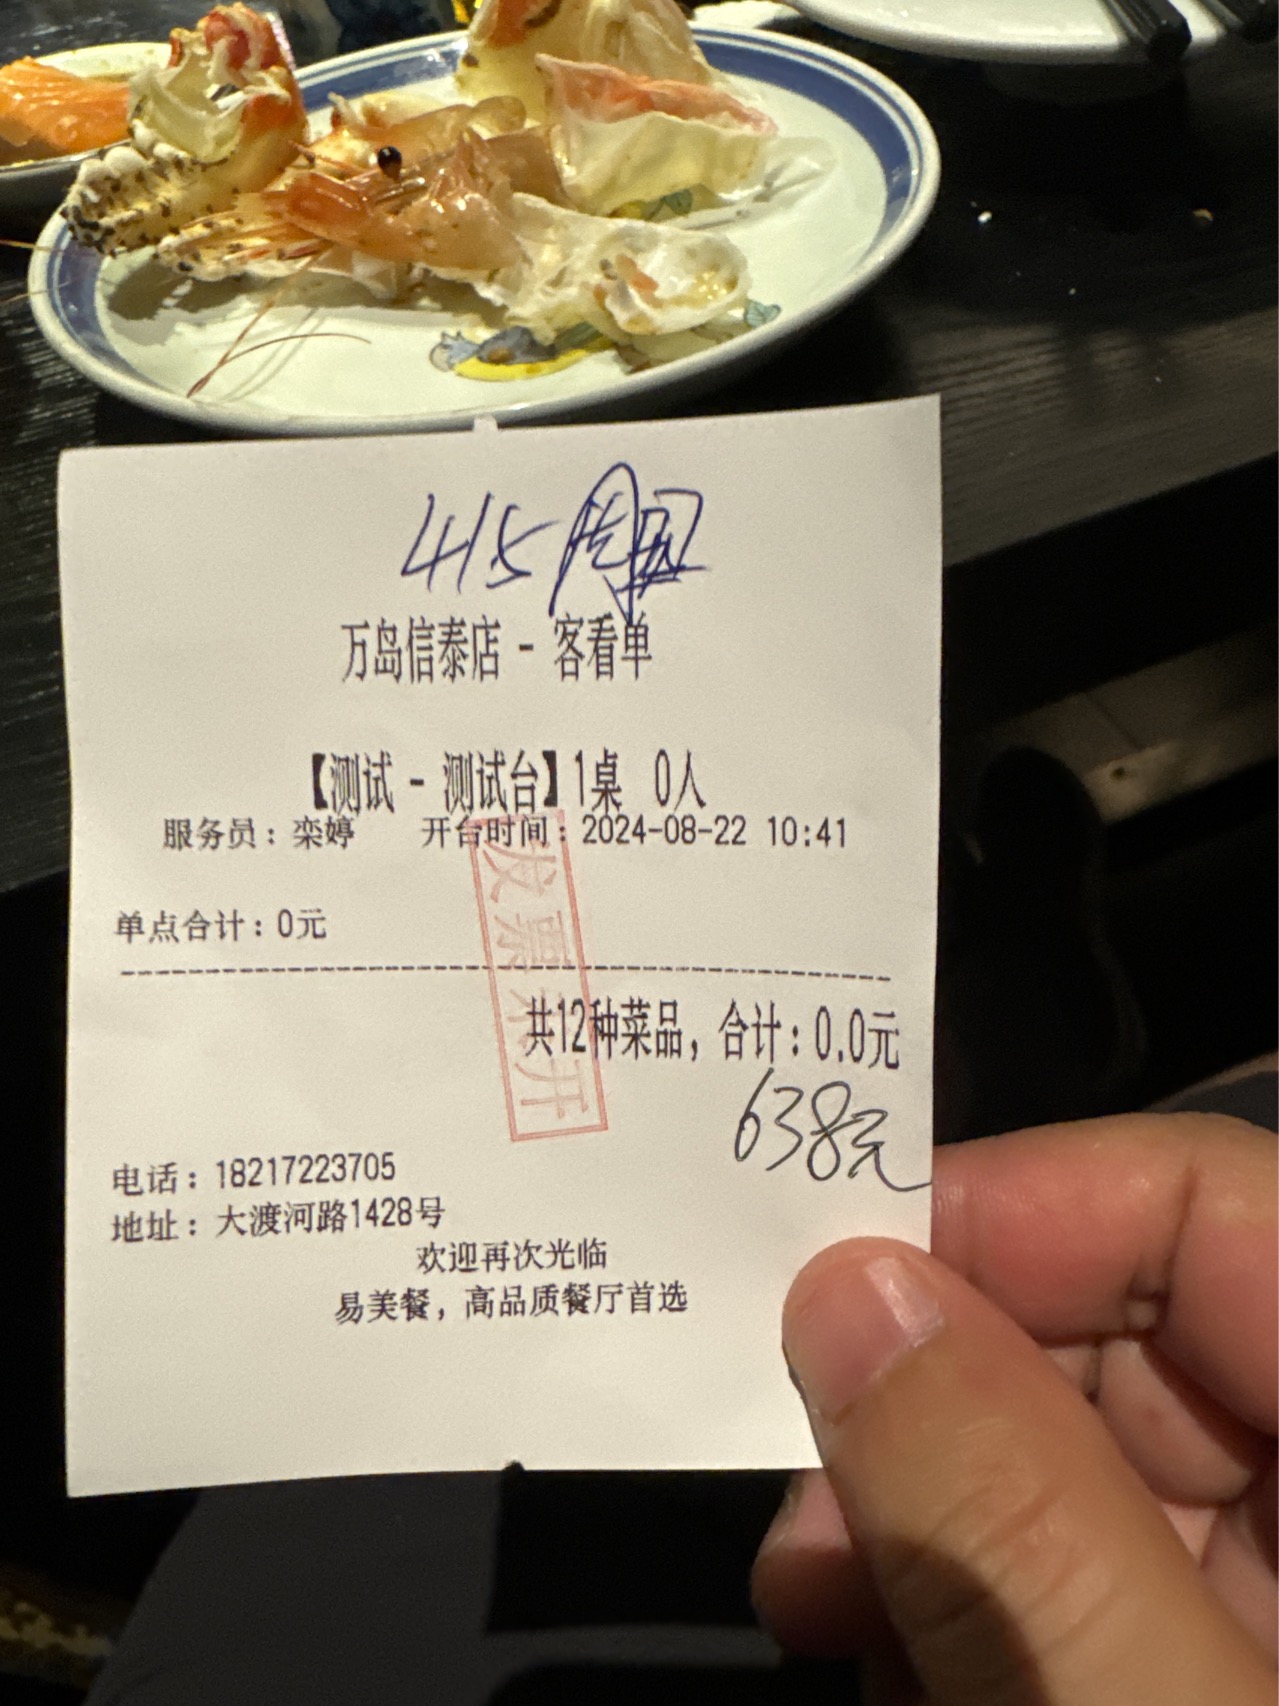 415
万岛信泰店 - 客看单
【测试 - 测试台】1桌 0人
服务员：栾婷 开台时间：2024-08-22 10:41
单点合计：0元
发票未开
共12种菜品，合计：0.0元
638元
电话：18217223705
地址：大渡河路1428号
欢迎再次光临
易美餐，高品质餐厅首选